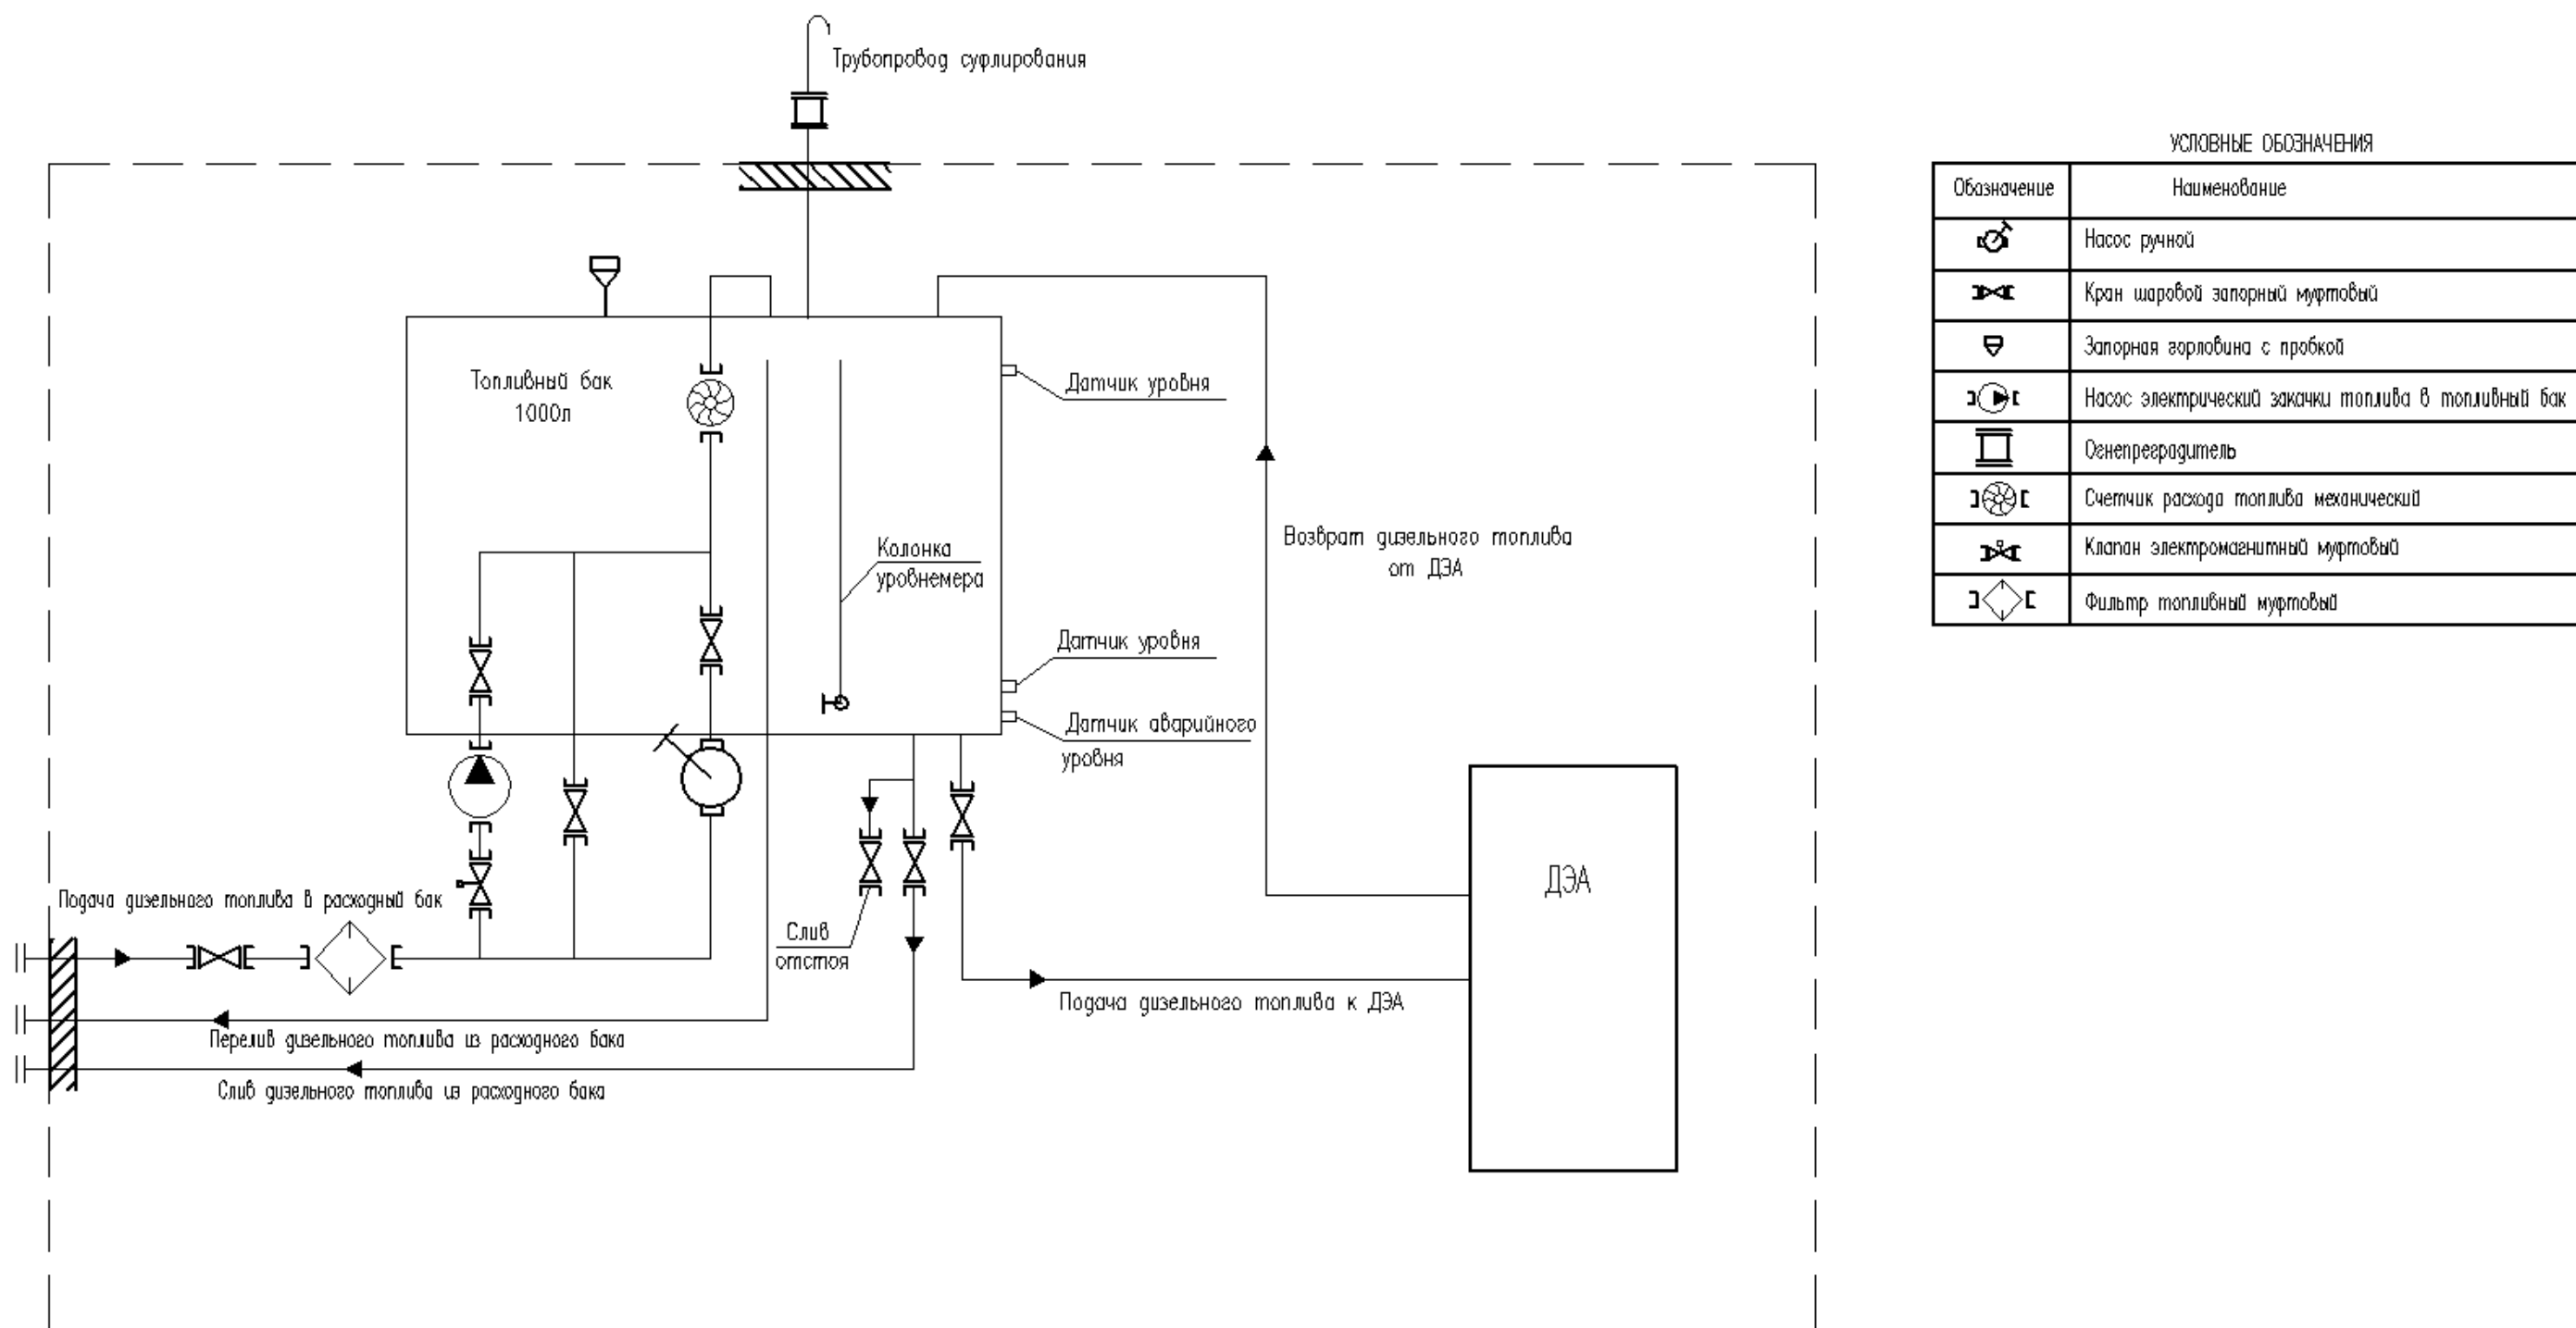 Трубопровод суфлирования
Топливный бак
1000л
Датчик уровня
Колонка
уровнемера
Датчик уровня
Датчик аварийного
уровня
Возврат дизельного топлива
от ДЭА
ДЭА
Подача дизельного топлива в расходный бак
Слив
отстоя
Подача дизельного топлива к ДЭА
Перелив дизельного топлива из расходного бака
Слив дизельного топлива из расходного бака
УСЛОВНЫЕ ОБОЗНАЧЕНИЯ
Обозначение Наименование
Насос ручной
Кран шаровой запорный муфтовый
Запорная горловина с пробкой
Насос электрический закачки топлива в топливный бак
Огнепреградитель
Счетчик расхода топлива механический
Клапан электромагнитный муфтовый
Фильтр топливный муфтовый